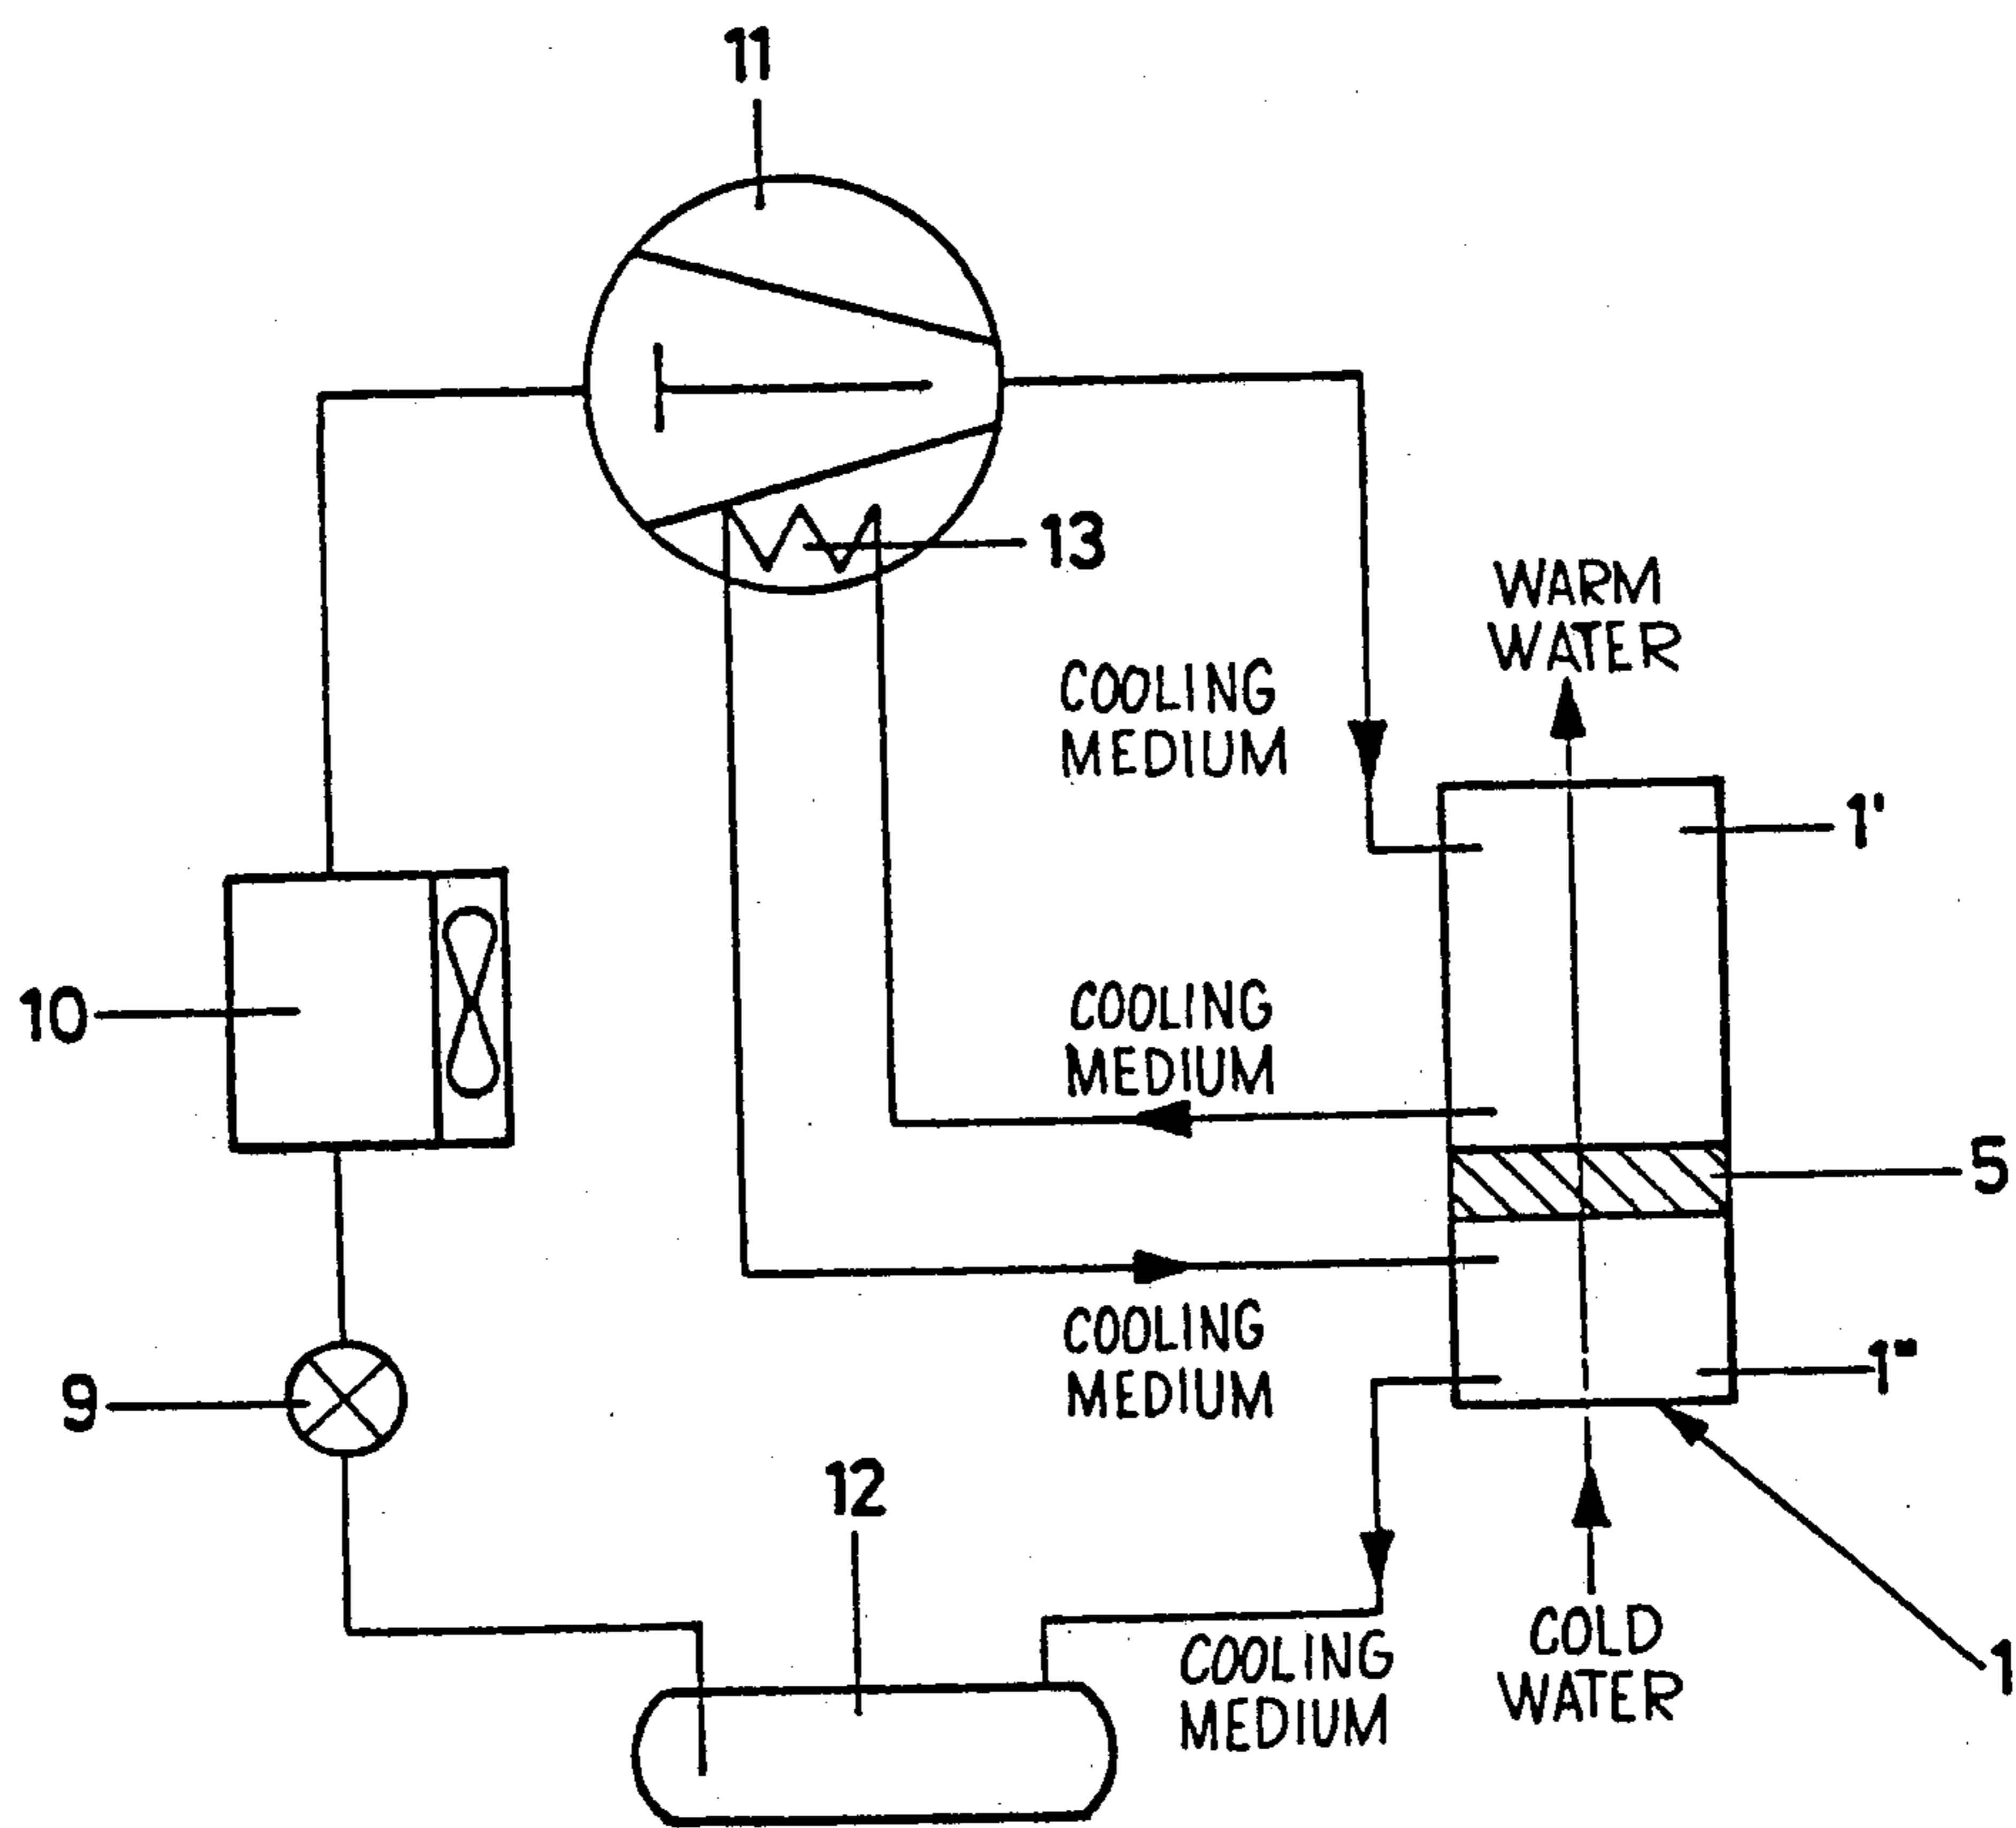 11
13
WARM
WATER
COOLING
MEDIUM
1'
10
COOLING
MEDIUM
5
COOLING
MEDIUM
1"
9
12
COLD
WATER
COOLING
MEDIUM
1